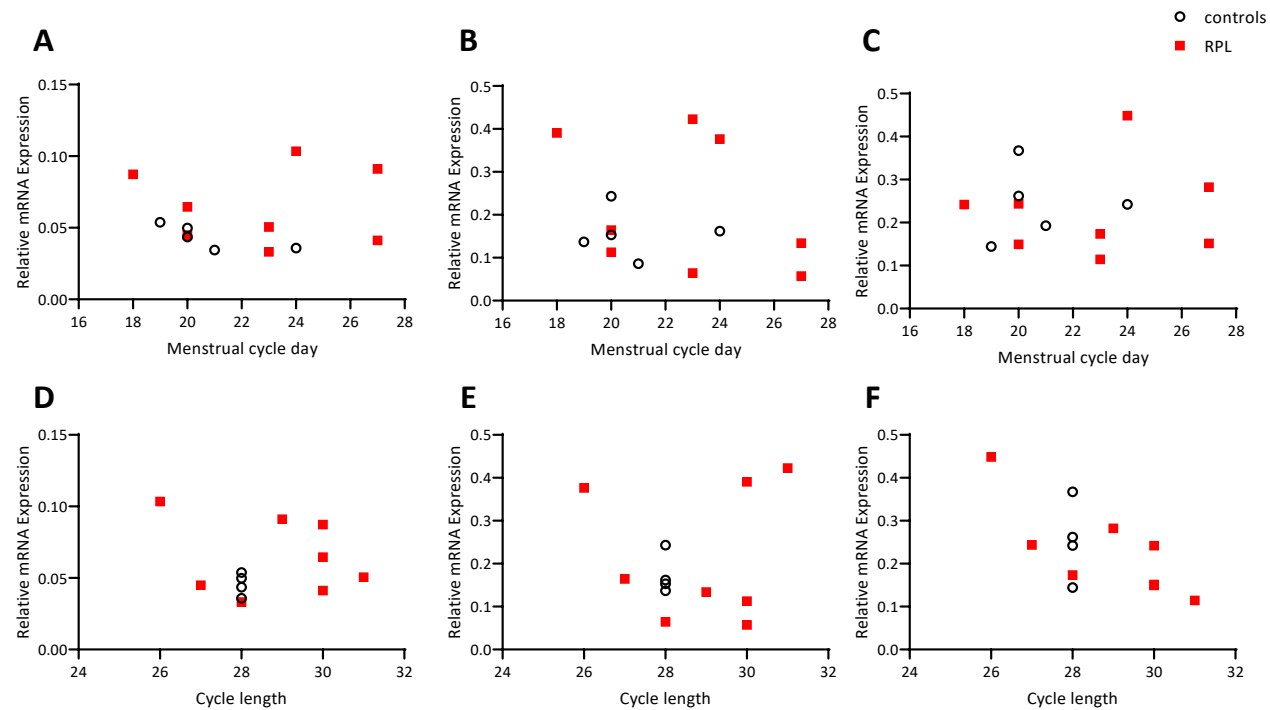 controls
RPL
A
B
C
Relative mRNA Expression
0.15
0.10
0.05
0.00
16 18 20 22 24 26 28
Menstrual cycle day
Relative mRNA Expression
0.5
0.4
0.3
0.2
0.1
0.0
16 18 20 22 24 26 28
Menstrual cycle day
Relative mRNA Expression
0.5
0.4
0.3
0.2
0.1
0.0
16 18 20 22 24 26 28
Menstrual cycle day
D
E
F
Relative mRNA Expression
0.15
0.10
0.05
0.00
24 26 28 30 32
Cycle length
Relative mRNA Expression
0.5
0.4
0.3
0.2
0.1
0.0
24 26 28 30 32
Cycle length
Relative mRNA Expression
0.5
0.4
0.3
0.2
0.1
0.0
24 26 28 30 32
Cycle length